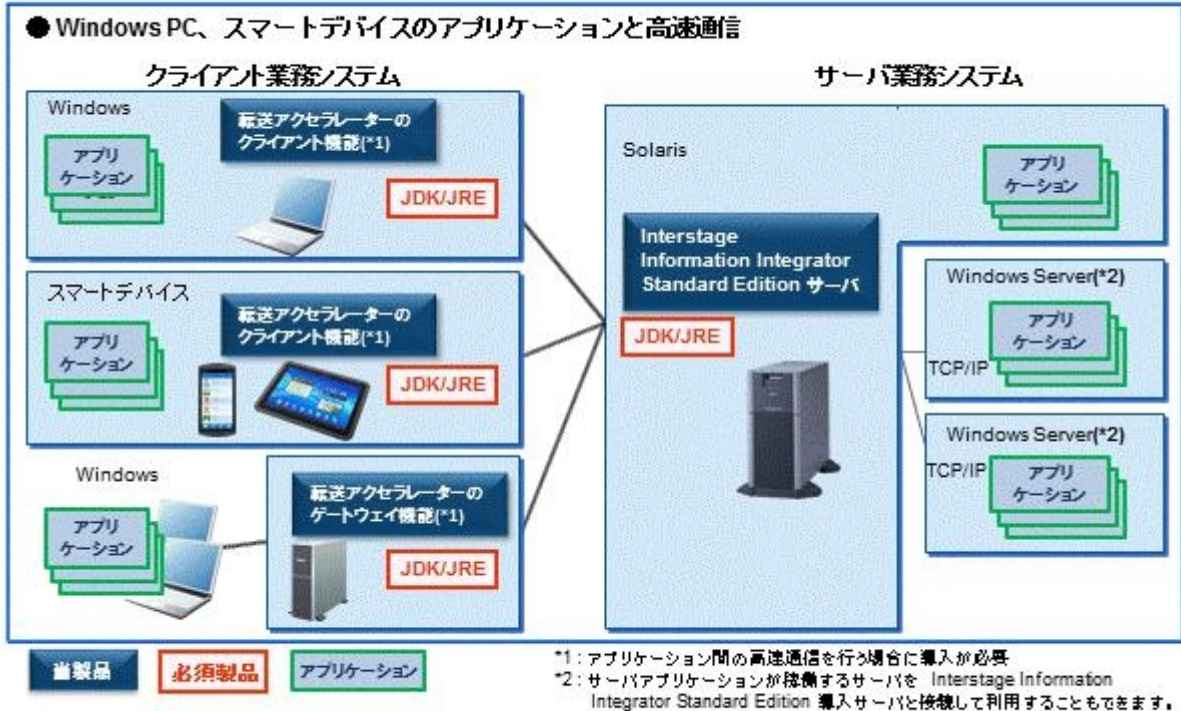 ● Windows PC、スマートデバイスのアプリケーションと高速通信
クライアント業務システム
サーバ業務システム
Windows
アプリ
ケーション
転送アクセラレーターの
クライアント機能(*1)
JDK/JRE
スマートデバイス
アプリ
ケーション
転送アクセラレーターの
クライアント機能(*1)
JDK/JRE
Windows
アプリ
ケーション
転送アクセラレーターの
ゲートウェイ機能(*1)
JDK/JRE
Solaris
アプリ
ケーション
Interstage
Information Integrator
Standard Edition サーバ
JDK/JRE
Windows Server(*2)
アプリ
ケーション
TCP/IP
Windows Server(*2)
アプリ
ケーション
TCP/IP
当製品
必須製品
アプリケーション
*1：アプリケーション間の高速通信を行う場合に導入が必要
*2：サーバアプリケーションが稼働するサーバを Interstage Information
Integrator Standard Edition 導入サーバと接続して利用することもできます。